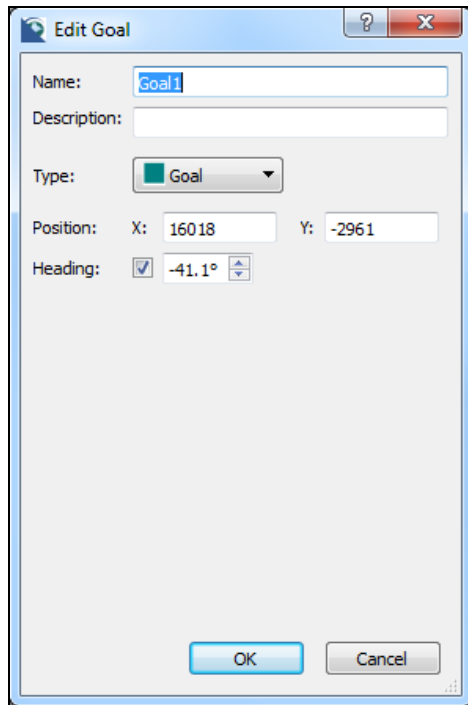 Edit Goal
Name: Goal1
Description:
Type: Goal
Position: X: 16018 Y: -2961
Heading: -41.1°
OK Cancel